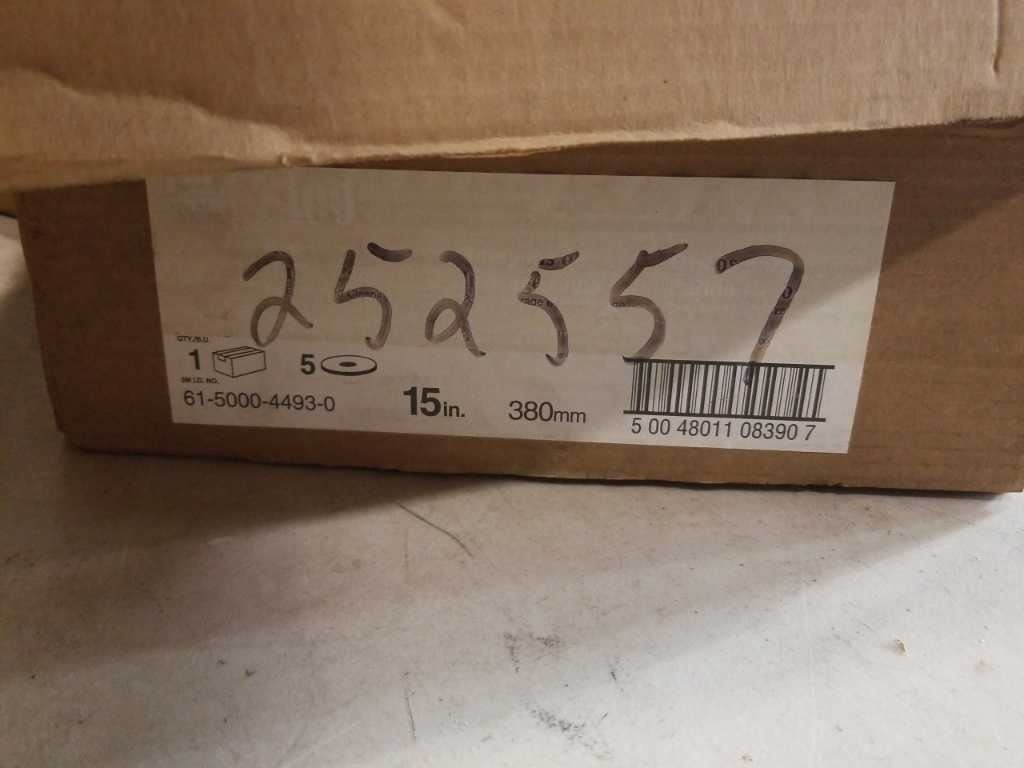 252557
QTY./B.U.
1 5
3M I.D. NO.
61-5000-4493-0 15in. 380mm
5 00 48011 08390 7